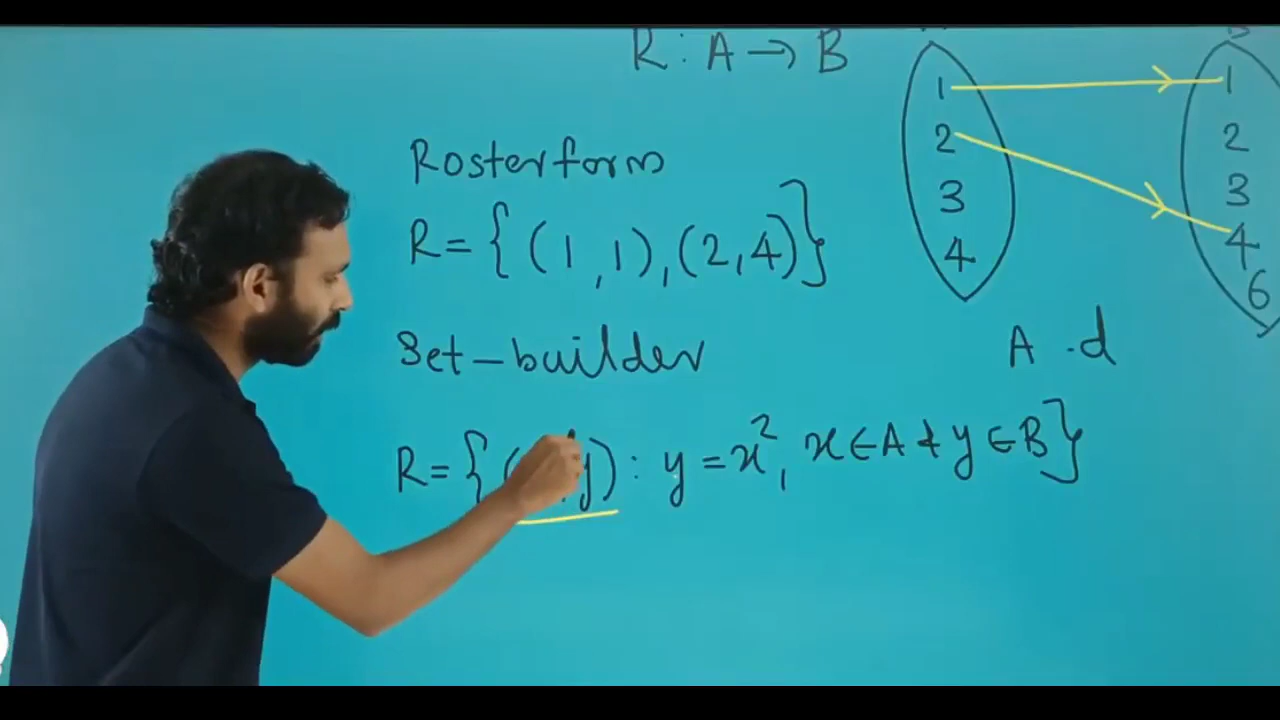 R : A → B
1 1
2 2
3 3
4 4
6
Rosterform
R = { (1 , 1) , (2 , 4) }
Set-builder
A . d
R = { ( , y) : y = x², x ∈ A & y ∈ B }